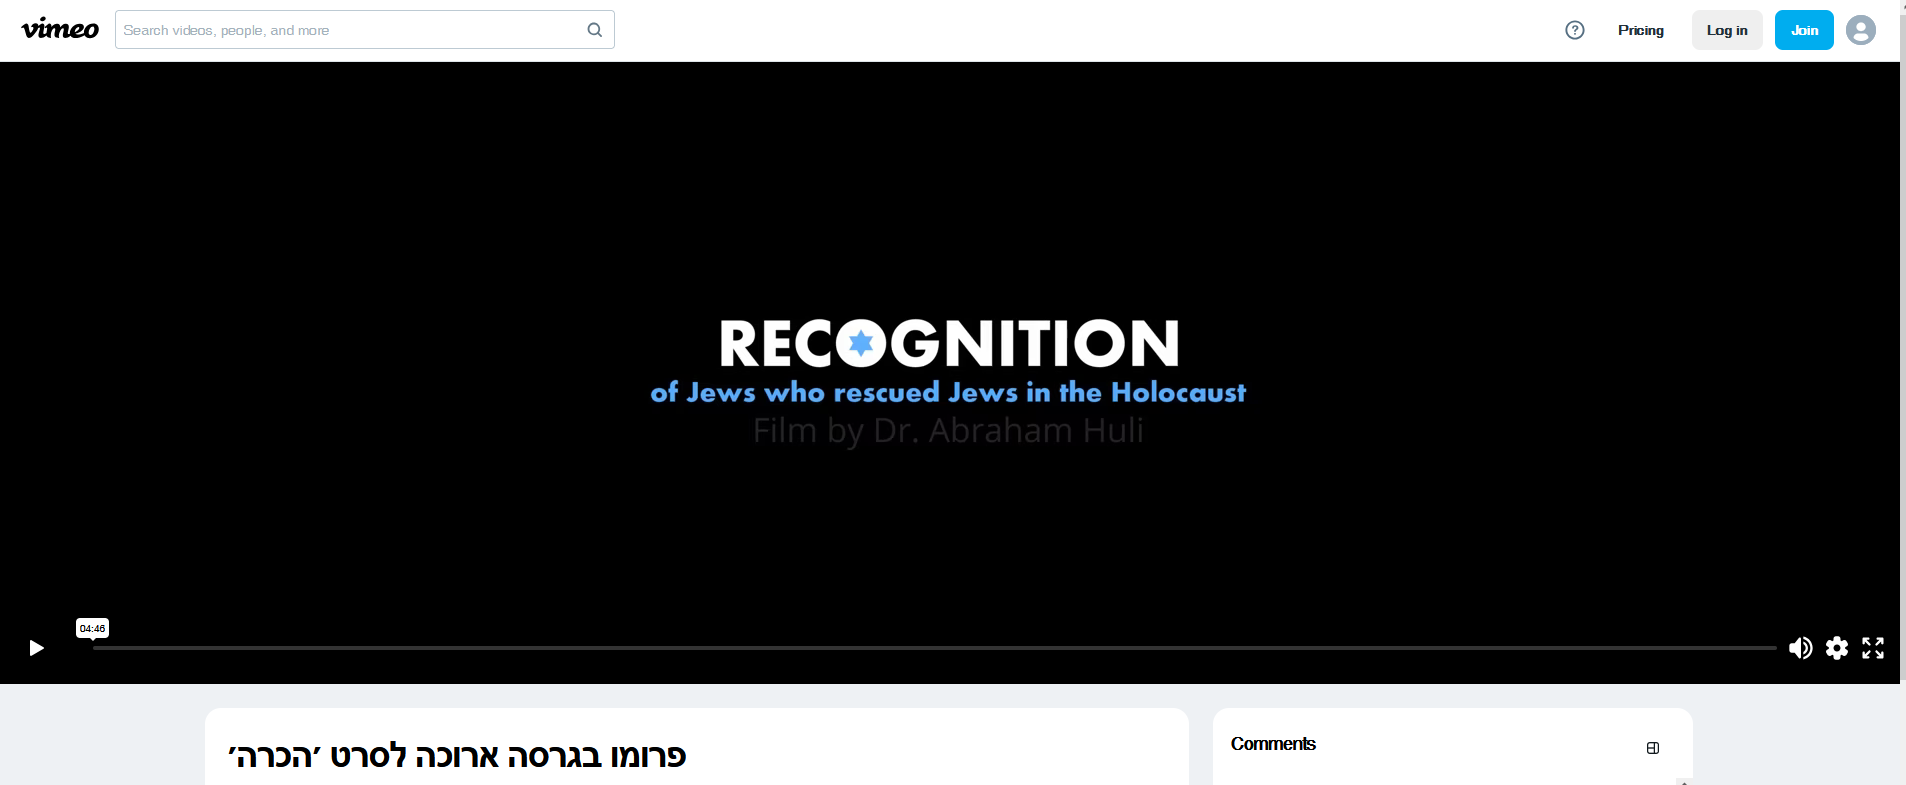 vimeo
Search videos, people, and more
Pricing
Log in
Join
RECOGNITION
of Jews who rescued Jews in the Holocaust
Film by Dr. Abraham Huli
04:46
פרומו בגרסה ארוכה לסרט ׳הכרה׳
Comments